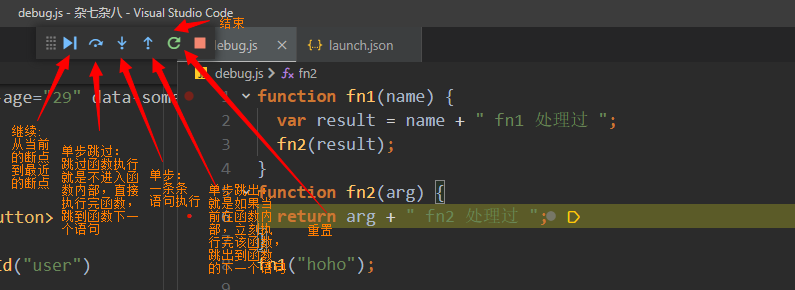 debug.js - 杂七杂八 - Visual Studio Code
结束
debug.js
launch.json
debug.js > fn2
-age="29" data-som
1 function fn1(name) {
2 var result = name + " fn1 处理过 ";
3 fn2(result);
4 }
function fn2(arg) {
return arg + " fn2 处理过 ";
fn1("hoho");
utton>
Id("user")
继续:
从当前
的断点
到最近
的断点
单步跳过:
跳过函数执行
就是不进入函
数内部，直接
执行完函数，
跳到函数下一
个语句
单步:
一条条
语句执行
单步跳出
就是如果当
前在函数内
部，立刻执
行完该函数，
跳出到函数
的下一个语句
重置